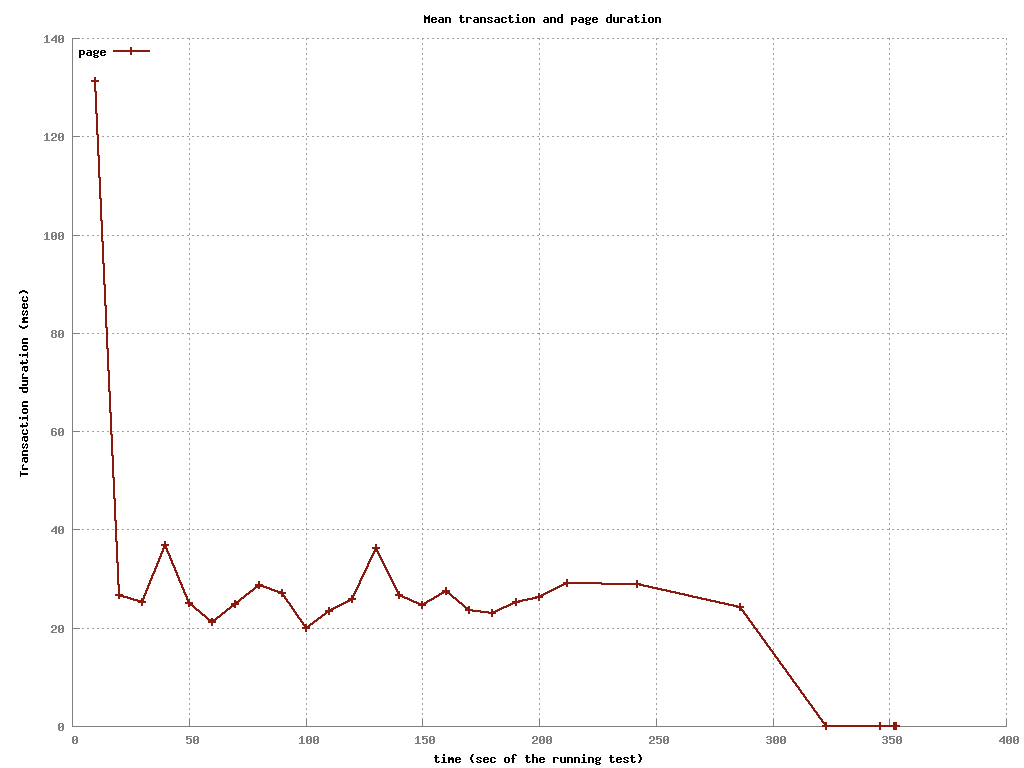 Mean transaction and page duration
140
page
120
100
80
60
40
20
0
Transaction duration (msec)
0 50 100 150 200 250 300 350 400
time (sec of the running test)